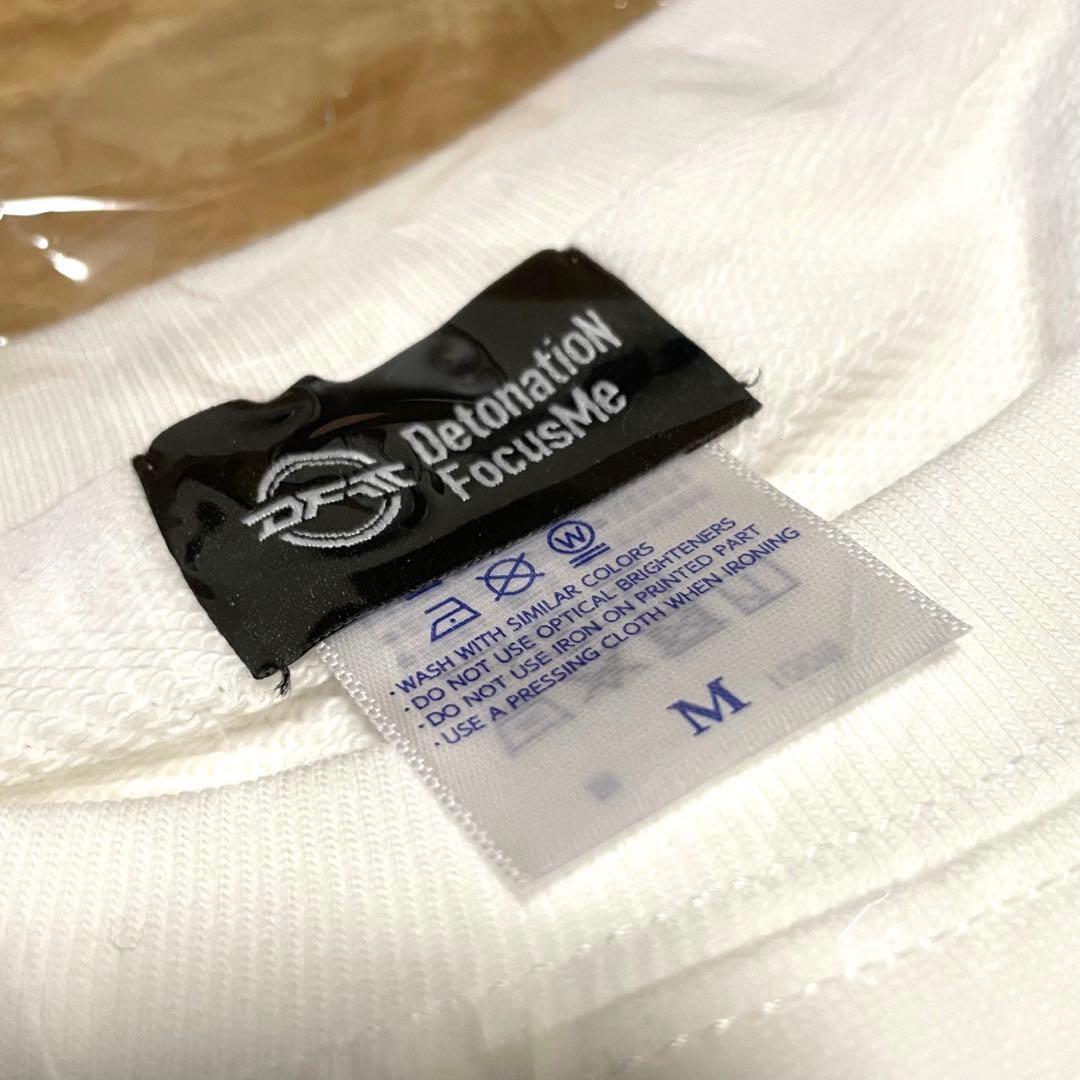 DFM
DetonatioN
FocusMe
W
·WASH WITH SIMILAR COLORS
·DO NOT USE OPTICAL BRIGHTENERS
·DO NOT USE IRON ON PRINTED PART
·USE A PRESSING CLOTH WHEN IRONING
M